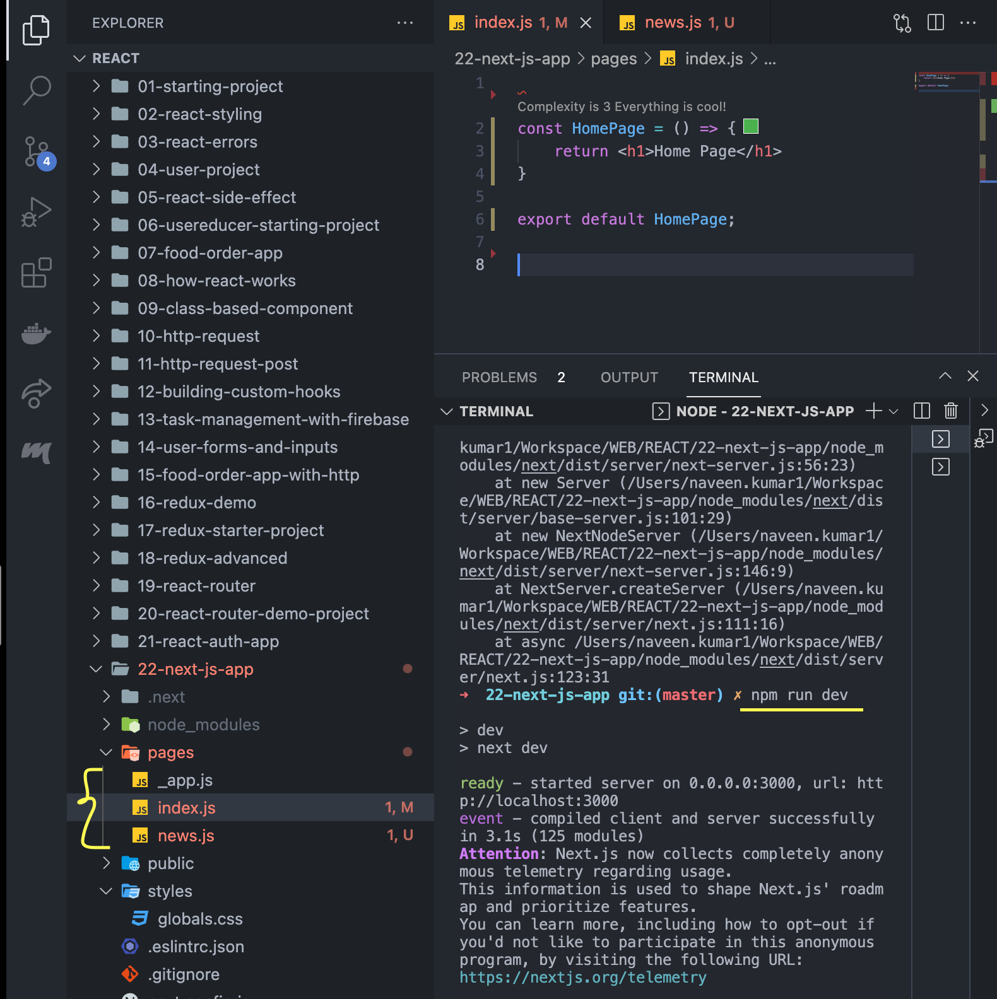 EXPLORER
REACT
01-starting-project
02-react-styling
03-react-errors
04-user-project
05-react-side-effect
06-usereducer-starting-project
07-food-order-app
08-how-react-works
09-class-based-component
10-http-request
11-http-request-post
12-building-custom-hooks
13-task-management-with-firebase
14-user-forms-and-inputs
15-food-order-app-with-http
16-redux-demo
17-redux-starter-project
18-redux-advanced
19-react-router
20-react-router-demo-project
21-react-auth-app
22-next-js-app
.next
node_modules
pages
JS _app.js
JS index.js 1, M
JS news.js 1, U
public
styles
globals.css
.eslintrc.json
.gitignore
4
JS index.js 1, M JS news.js 1, U
22-next-js-app > pages > JS index.js > ...
1
Complexity is 3 Everything is cool!
2 const HomePage = () => {
3 return <h1>Home Page</h1>
4 }
5
6 export default HomePage;
7
8
PROBLEMS 2 OUTPUT TERMINAL
TERMINAL NODE - 22-NEXT-JS-APP
kumar1/Workspace/WEB/REACT/22-next-js-app/node_m
odules/next/dist/server/next-server.js:56:23)
at new Server (/Users/naveen.kumar1/Workspac
e/WEB/REACT/22-next-js-app/node_modules/next/dis
t/server/base-server.js:101:29)
at new NextNodeServer (/Users/naveen.kumar1/
Workspace/WEB/REACT/22-next-js-app/node_modules/
next/dist/server/next-server.js:146:9)
at NextServer.createServer (/Users/naveen.ku
mar1/Workspace/WEB/REACT/22-next-js-app/node_mod
ules/next/dist/server/next.js:111:16)
at async /Users/naveen.kumar1/Workspace/WEB/
REACT/22-next-js-app/node_modules/next/dist/serv
er/next.js:123:31
→ 22-next-js-app git:(master) ✗ npm run dev
> dev
> next dev
ready - started server on 0.0.0.0:3000, url: htt
p://localhost:3000
event - compiled client and server successfully
in 3.1s (125 modules)
Attention: Next.js now collects completely anony
mous telemetry regarding usage.
This information is used to shape Next.js' roadm
ap and prioritize features.
You can learn more, including how to opt-out if
you'd not like to participate in this anonymous
program, by visiting the following URL:
https://nextjs.org/telemetry